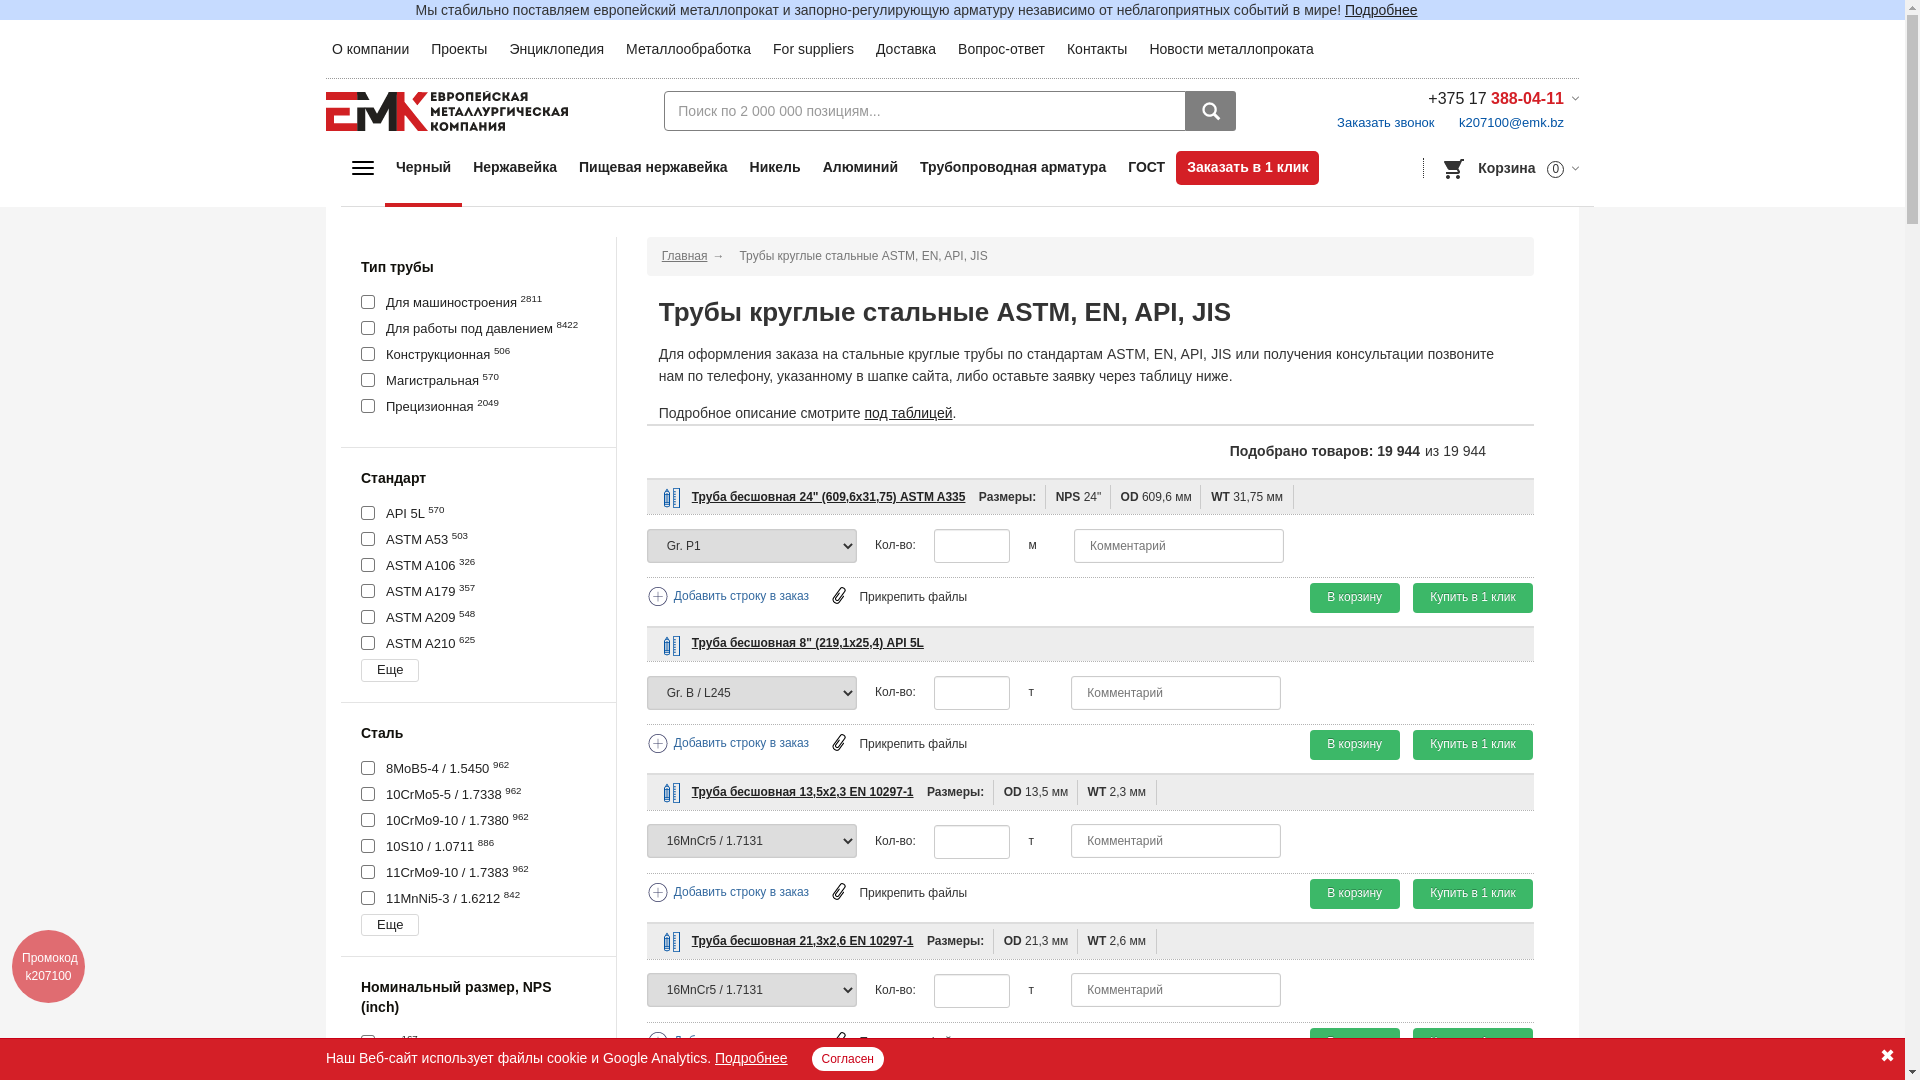 Мы стабильно поставляем европейский металлопрокат и запорно-регулирующую арматуру независимо от неблагоприятных событий в мире! Подробнее
О компании Проекты Энциклопедия Металлообработка For suppliers Доставка Вопрос-ответ Контакты Новости металлопроката
EMK ЕВРОПЕЙСКАЯ МЕТАЛЛУРГИЧЕСКАЯ КОМПАНИЯ
Поиск по 2 000 000 позициям...
+375 17 388-04-11
Заказать звонок k207100@emk.bz
Черный Нержавейка Пищевая нержавейка Никель Алюминий Трубопроводная арматура ГОСТ Заказать в 1 клик
Корзина 0
Тип трубы
Для машиностроения 2811
Для работы под давлением 8422
Конструкционная 506
Магистральная 570
Прецизионная 2049
Стандарт
API 5L 570
ASTM A53 503
ASTM A106 326
ASTM A179 357
ASTM A209 548
ASTM A210 625
Еще
Сталь
8MoB5-4 / 1.5450 962
10CrMo5-5 / 1.7338 962
10CrMo9-10 / 1.7380 962
10S10 / 1.0711 886
11CrMo9-10 / 1.7383 962
11MnNi5-3 / 1.6212 842
Еще
Номинальный размер, NPS
(inch)
Главная → Трубы круглые стальные ASTM, EN, API, JIS
Трубы круглые стальные ASTM, EN, API, JIS
Для оформления заказа на стальные круглые трубы по стандартам ASTM, EN, API, JIS или получения консультации позвоните
нам по телефону, указанному в шапке сайта, либо оставьте заявку через таблицу ниже.
Подробное описание смотрите под таблицей.
Подобрано товаров: 19 944 из 19 944
Труба бесшовная 24" (609,6х31,75) ASTM A335 Размеры: NPS 24" OD 609,6 мм WT 31,75 мм
Gr. P1 Кол-во: м Комментарий
Добавить строку в заказ Прикрепить файлы В корзину Купить в 1 клик
Труба бесшовная 8" (219,1х25,4) API 5L
Gr. B / L245 Кол-во: т Комментарий
Добавить строку в заказ Прикрепить файлы В корзину Купить в 1 клик
Труба бесшовная 13,5х2,3 EN 10297-1 Размеры: OD 13,5 мм WT 2,3 мм
16MnCr5 / 1.7131 Кол-во: т Комментарий
Добавить строку в заказ Прикрепить файлы В корзину Купить в 1 клик
Труба бесшовная 21,3х2,6 EN 10297-1 Размеры: OD 21,3 мм WT 2,6 мм
16MnCr5 / 1.7131 Кол-во: т Комментарий
Промокод
k207100
Наш Веб-сайт использует файлы cookie и Google Analytics. Подробнее Согласен